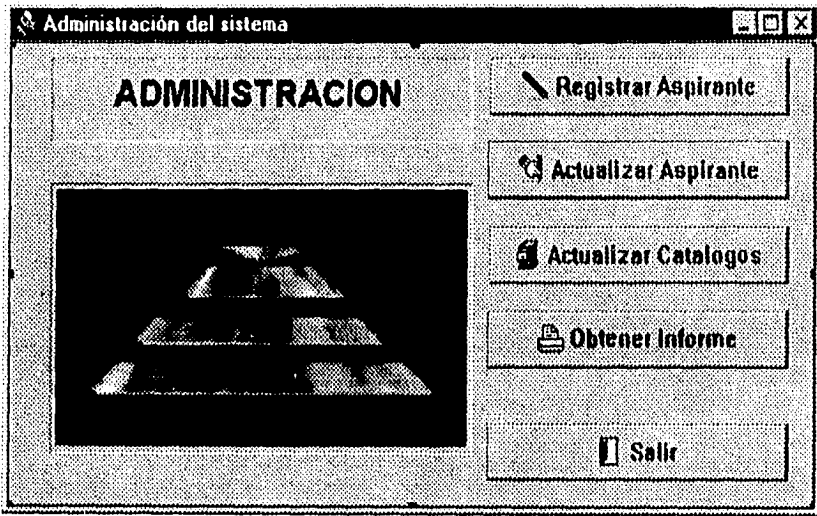 Administración del sistema
ADMINISTRACION
Registrar Aspirante
Actualizar Aspirante
Actualizar Catalogos
Obtener Informe
Salir